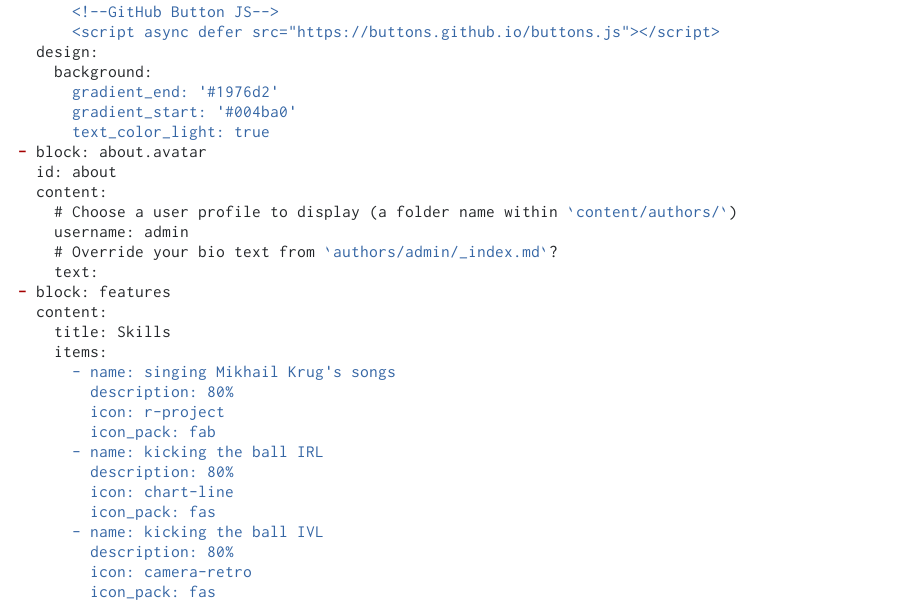 <!--GitHub Button JS-->
<script async defer src="https://buttons.github.io/buttons.js"></script>
design:
background:
gradient_end: '#1976d2'
gradient_start: '#004ba0'
text_color_light: true
- block: about.avatar
id: about
content:
# Choose a user profile to display (a folder name within `content/authors/`)
username: admin
# Override your bio text from `authors/admin/_index.md`?
text:
- block: features
content:
title: Skills
items:
- name: singing Mikhail Krug's songs
description: 80%
icon: r-project
icon_pack: fab
- name: kicking the ball IRL
description: 80%
icon: chart-line
icon_pack: fas
- name: kicking the ball IVL
description: 80%
icon: camera-retro
icon_pack: fas